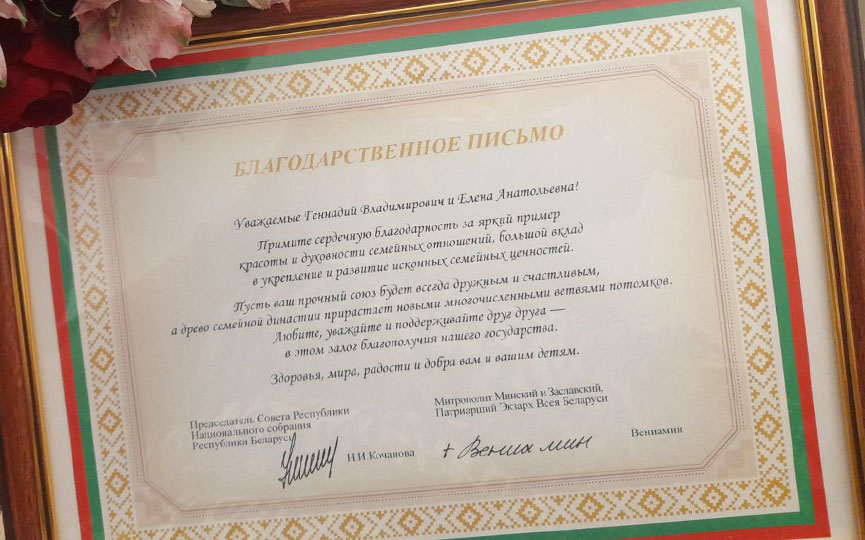 БЛАГОДАРСТВЕННОЕ ПИСЬМО
Уважаемые Геннадий Владимирович и Елена Анатольевна!
Примите сердечную благодарность за яркий пример
красоты и духовности семейных отношений, большой вклад
в укрепление и развитие исконных семейных ценностей.
Пусть ваш прочный союз будет всегда дружным и счастливым,
а древо семейной династии прирастает новыми многочисленными ветвями потомков.
Любите, уважайте и поддерживайте друг друга —
в этом залог благополучия нашего государства.
Здоровья, мира, радости и добра вам и вашим детям.
Председатель Совета Республики
Национального собрания
Республики Беларусь
Н.И.Кочанова
Митрополит Минский и Заславский,
Патриарший Экзарх Всея Беларуси
+ Вениамин
Вениамин